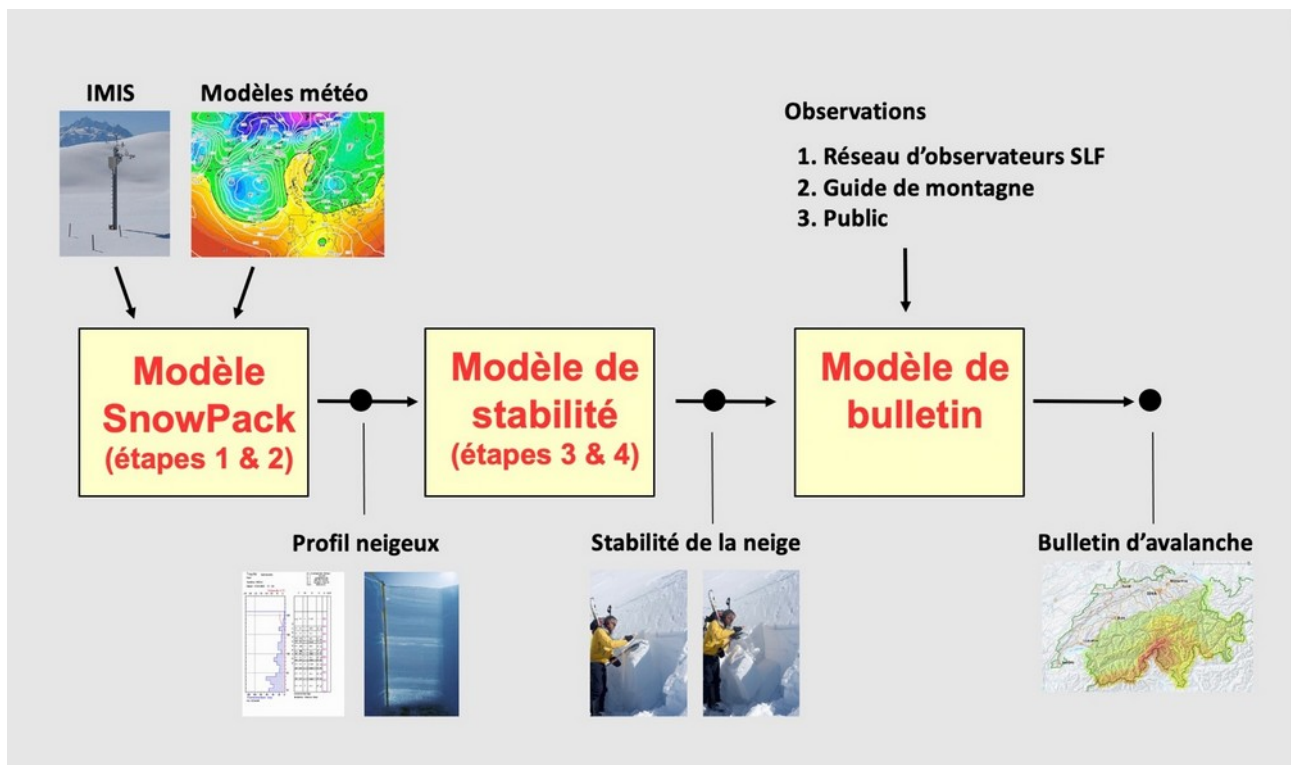 IMIS
Modèles météo
Observations
1. Réseau d'observateurs SLF
2. Guide de montagne
3. Public
Modèle
SnowPack
(étapes 1 & 2)
Modèle de
stabilité
(étapes 3 & 4)
Modèle de
bulletin
Profil neigeux
Stabilité de la neige
Bulletin d'avalanche